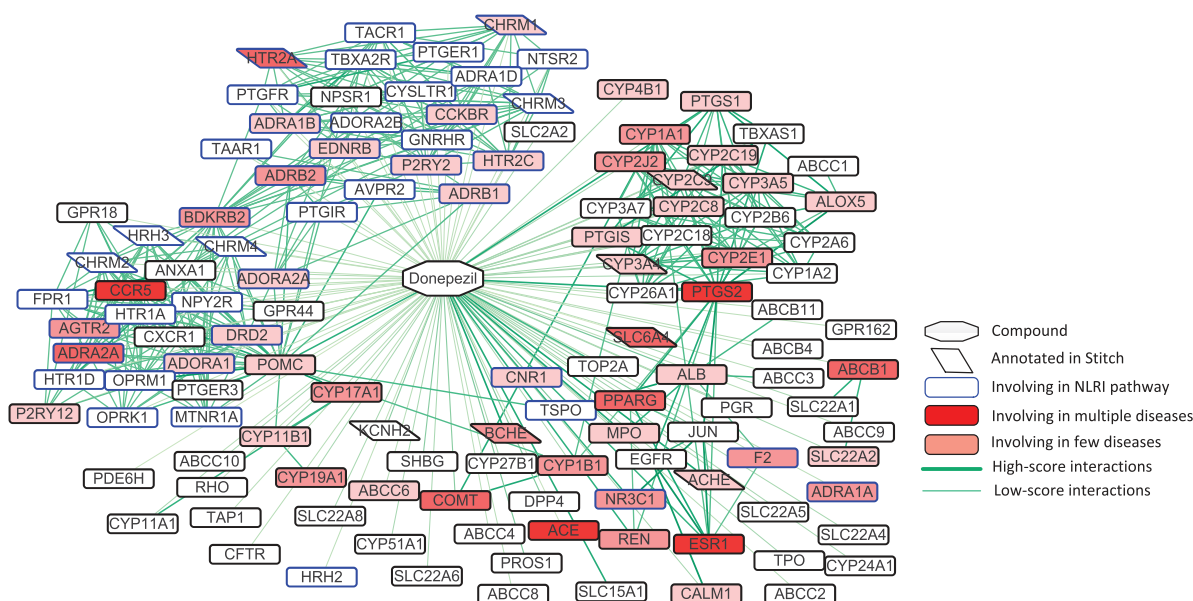 CHRM1
TACR1
PTGER1
HTR2A
TBXA2R
NTSR2
ADRA1D
PTGFR
NPSR1
CYSLTR1
CHRM3
CCKBR
ADRA1B
ADORA2B
SLC2A2
GNRHR
TAAR1
EDNRB
P2RY2
HTR2C
ADRB2
AVPR2
ADRB1
PTGIR
BDKRB2
GPR18
HRH3
CHRM4
CHRM2
ANXA1
ADORA2A
CCR5
FPR1
NPY2R
HTR1A
GPR44
AGTR2
CXCR1
DRD2
ADRA2A
ADORA1
POMC
HTR1D
OPRM1
PTGER3
P2RY12
OPRK1
MTNR1A
Donepezil
CYP4B1
PTGS1
CYP1A1
TBXAS1
CYP2J2
CYP2C19
ABCC1
CYP2C9
CYP3A5
ALOX5
CYP3A7
CYP2C8
CYP2B6
PTGIS
CYP2C18
CYP2A6
CYP3A4
CYP2E1
CYP1A2
CYP26A1
PTGS2
ABCB11
GPR162
SLC6A4
ABCB4
TOP2A
ALB
ABCC3
ABCB1
CNR1
CYP17A1
PPARG
TSPO
PGR
SLC22A1
KCNH2
BCHE
MPO
JUN
ABCC9
CYP11B1
ABCC10
SHBG
CYP27B1
CYP1B1
EGFR
F2
SLC22A2
PDE6H
RHO
CYP19A1
ABCC6
COMT
DPP4
NR3C1
ACHE
ADRA1A
CYP11A1
TAP1
SLC22A8
ABCC4
ACE
REN
ESR1
SLC22A5
SLC22A4
CFTR
CYP51A1
PROS1
TPO
CYP24A1
HRH2
SLC22A6
ABCC8
SLC15A1
CALM1
ABCC2
Compound
Annotated in Stitch
Involving in NLRI pathway
Involving in multiple diseases
Involving in few diseases
High-score interactions
Low-score interactions